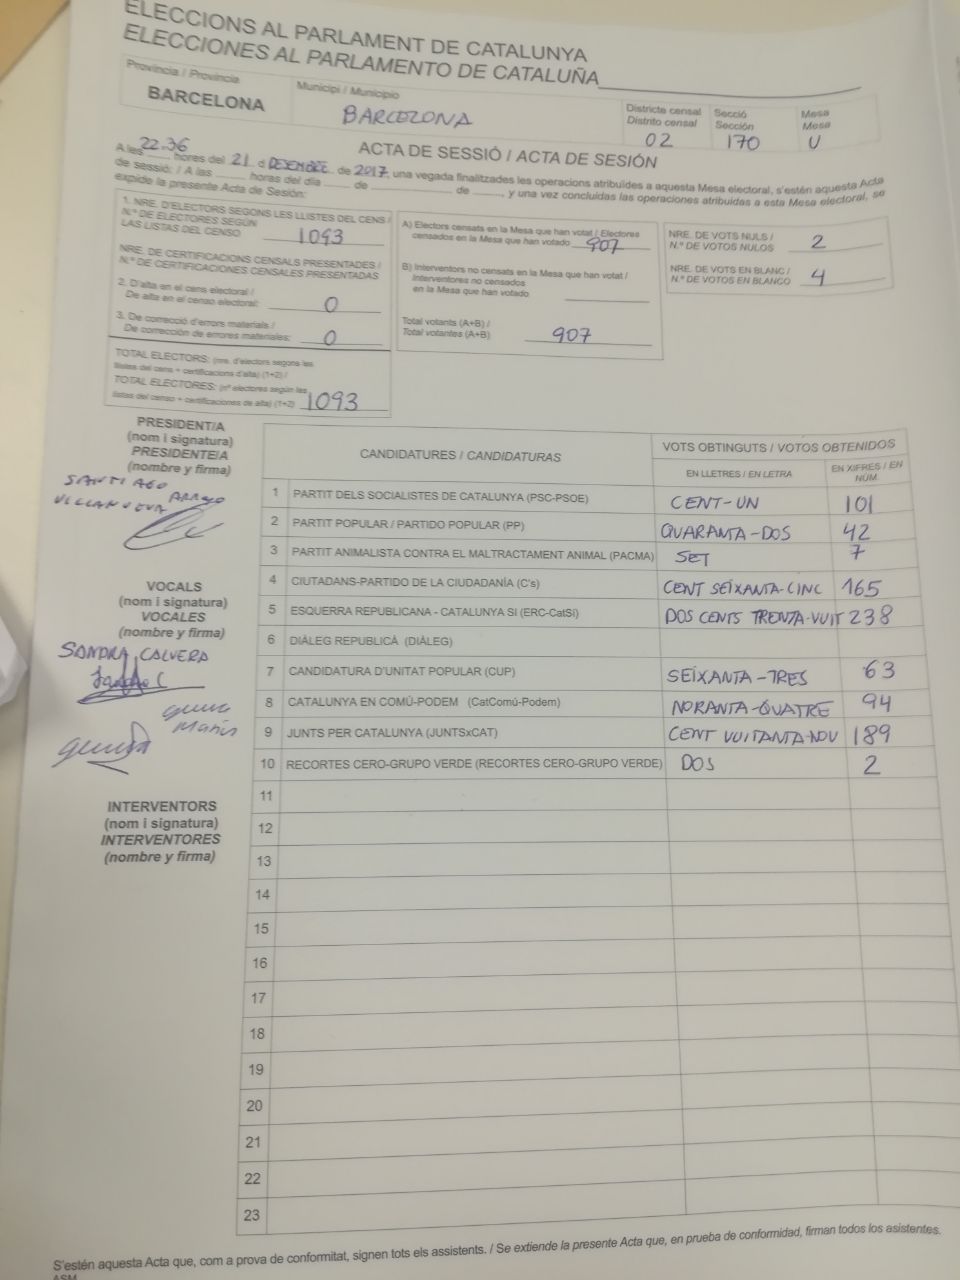 ELECCIONS AL PARLAMENT DE CATALUNYA
ELECCIONES AL PARLAMENTO DE CATALUÑA
Província / Provincia
BARCELONA
Municipi / Municipio
BARCELONA
Districte censal
Distrito censal
02
Secció
Sección
170
Mesa
Mesa
U
ACTA DE SESSIÓ / ACTA DE SESIÓN
A les 22.36 hores del 21 d DESEMBRE de 2017, una vegada finalitzades les operacions atribuïdes a aquesta Mesa electoral, s'estén aquesta Acta
de sessió: / A las ...... horas del día ...... de .................. de ........, y una vez concluidas las operaciones atribuidas a esta Mesa electoral, se
expide la presente Acta de Sesión:
1. NRE. D'ELECTORS SEGONS LES LLISTES DEL CENS /
N.º DE ELECTORES SEGÚN
LAS LISTAS DEL CENSO 1093
NRE. DE CERTIFICACIONS CENSALS PRESENTADES /
N.º DE CERTIFICACIONES CENSALES PRESENTADAS
2. D'alta en el cens electoral /
De alta en el censo electoral: 0
3. De correcció d'errors materials /
De corrección de errores materiales: 0
TOTAL ELECTORS: (nre. d'electors segons les
llistes del cens + certificacions d'alta) (1+2) /
TOTAL ELECTORES: (nº electores según las
listas del censo + certificaciones de alta) (1+2) 1093
A) Electors censats en la Mesa que han votat / Electores
censados en la Mesa que han votado 907
B) Interventors no censats en la Mesa que han votat /
Interventores no censados
en la Mesa que han votado
Total votants (A+B) /
Total votantes (A+B) 907
NRE. DE VOTS NULS /
N.º DE VOTOS NULOS 2
NRE. DE VOTS EN BLANC /
N.º DE VOTOS EN BLANCO 4
PRESIDENT/A
(nom i signatura)
PRESIDENTE/A
(nombre y firma)
SANTIAGO
VILLANUEVA ARROYO
VOCALS
(nom i signatura)
VOCALES
(nombre y firma)
SANDRA CALVERA
INTERVENTORS
(nom i signatura)
INTERVENTORES
(nombre y firma)
CANDIDATURES / CANDIDATURAS
VOTS OBTINGUTS / VOTOS OBTENIDOS
EN LLETRES / EN LETRA
EN XIFRES / EN NÚM.
1 PARTIT DELS SOCIALISTES DE CATALUNYA (PSC-PSOE) CENT-UN 101
2 PARTIT POPULAR / PARTIDO POPULAR (PP) QUARANTA-DOS 42
3 PARTIT ANIMALISTA CONTRA EL MALTRACTAMENT ANIMAL (PACMA) SET 7
4 CIUTADANS-PARTIDO DE LA CIUDADANÍA (C's) CENT SEIXANTA-CINC 165
5 ESQUERRA REPUBLICANA - CATALUNYA SI (ERC-CatSí) DOS CENTS TRENTA-VUIT 238
6 DIÀLEG REPUBLICÀ (DIÀLEG)
7 CANDIDATURA D'UNITAT POPULAR (CUP) SEIXANTA-TRES 63
8 CATALUNYA EN COMÚ-PODEM (CatComú-Podem) NORANTA-QUATRE 94
9 JUNTS PER CATALUNYA (JUNTSxCAT) CENT VUITANTA-NOU 189
10 RECORTES CERO-GRUPO VERDE (RECORTES CERO-GRUPO VERDE) DOS 2
11
12
13
14
15
16
17
18
19
20
21
22
23
S'estén aquesta Acta que, com a prova de conformitat, signen tots els assistents. / Se extiende la presente Acta que, en prueba de conformidad, firman todos los asistentes.